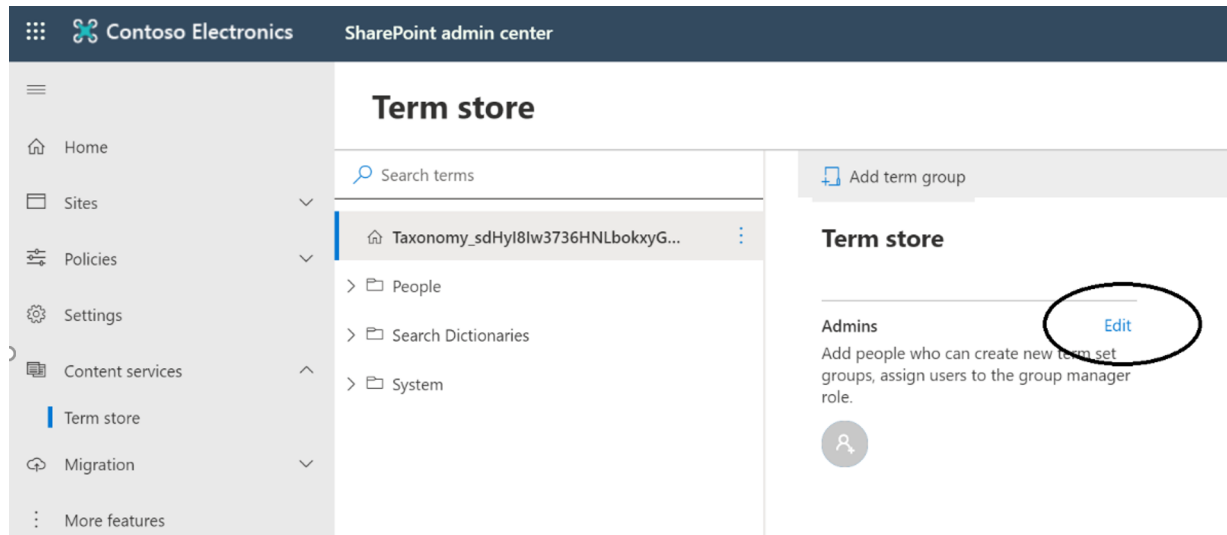 Contoso Electronics
SharePoint admin center
Home
Sites
Policies
Settings
Content services
Term store
Migration
More features
Term store
Search terms
Taxonomy_sdHyI8Iw3736HNLbokxyG...
People
Search Dictionaries
System
Add term group
Term store
Admins
Edit
Add people who can create new term set
groups, assign users to the group manager
role.